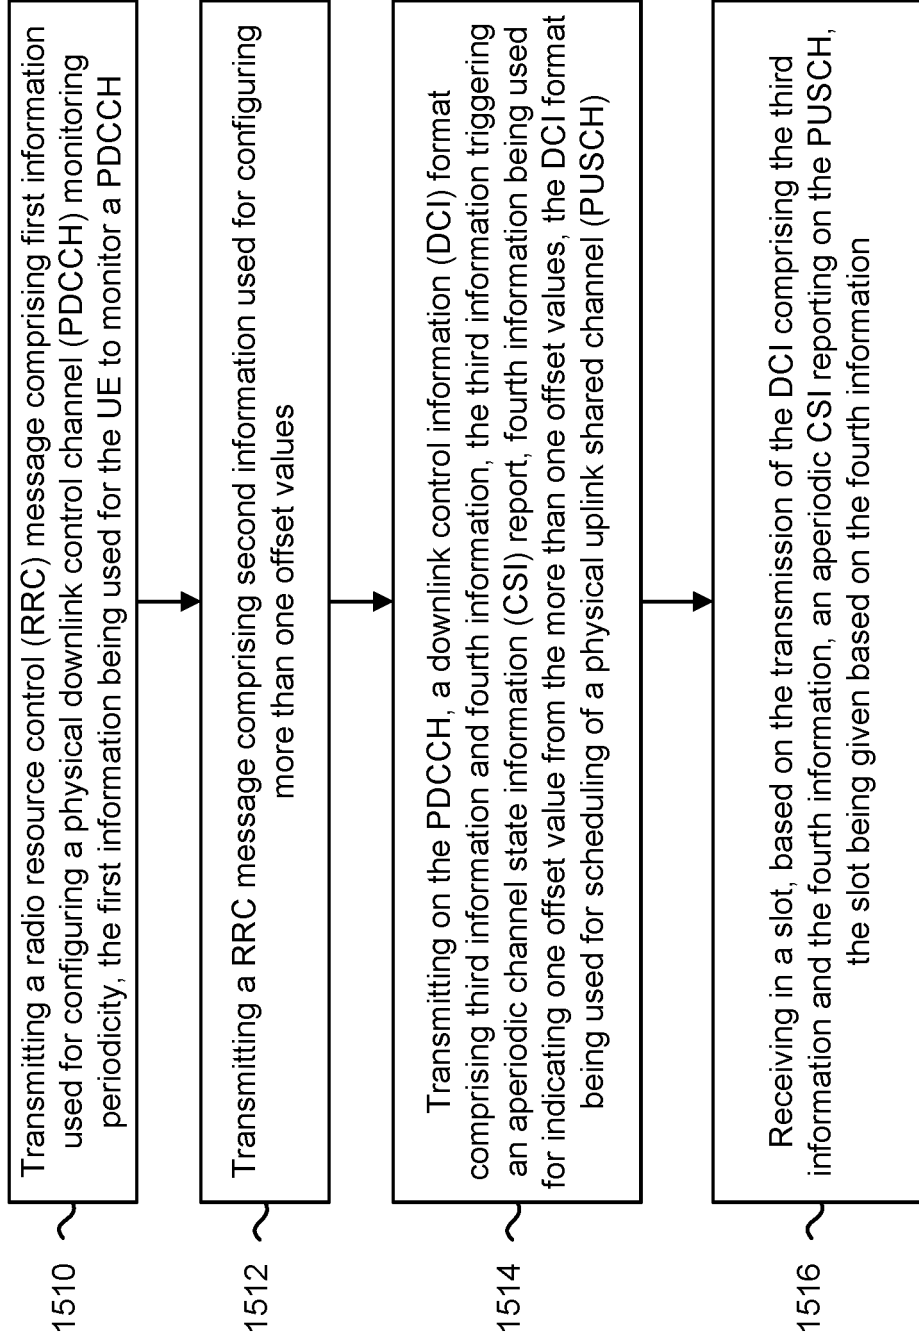 1510
Transmitting a radio resource control (RRC) message comprising first information
used for configuring a physical downlink control channel (PDCCH) monitoring
periodicity, the first information being used for the UE to monitor a PDCCH
1512
Transmitting a RRC message comprising second information used for configuring
more than one offset values
1514
Transmitting on the PDCCH, a downlink control information (DCI) format
comprising third information and fourth information, the third information triggering
an aperiodic channel state information (CSI) report, fourth information being used
for indicating one offset value from the more than one offset values, the DCI format
being used for scheduling of a physical uplink shared channel (PUSCH)
1516
Receiving in a slot, based on the transmission of the DCI comprising the third
information and the fourth information, an aperiodic CSI reporting on the PUSCH,
the slot being given based on the fourth information